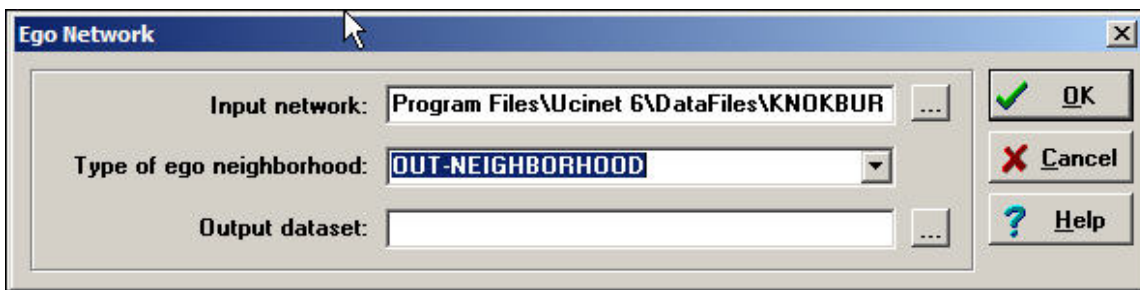 Ego Network
Input network: Program Files\Ucinet 6\DataFiles\KNOKBUR ...
Type of ego neighborhood: OUT-NEIGHBORHOOD
Output dataset: ...
OK
Cancel
? Help